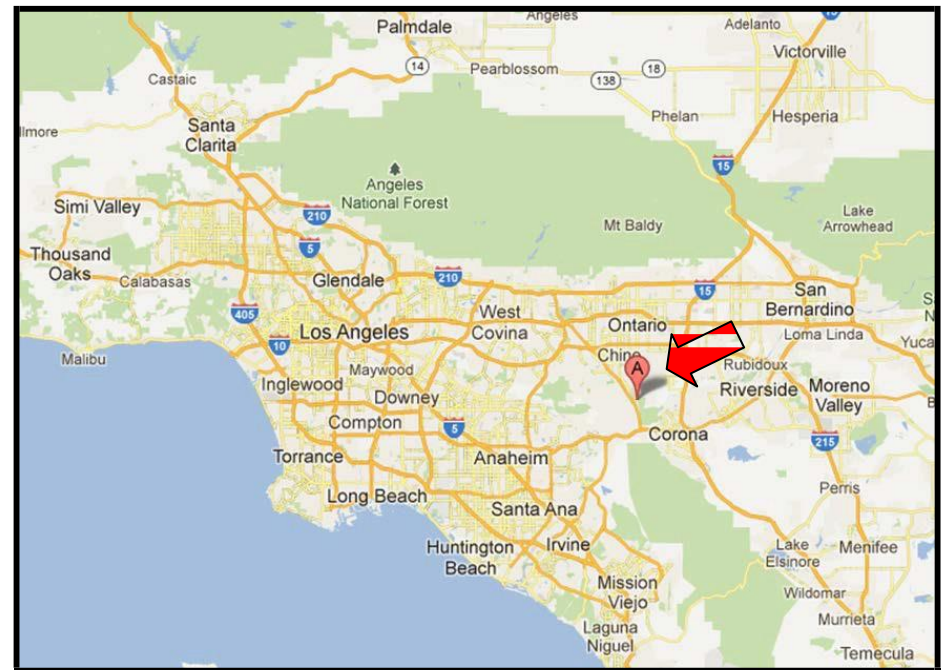 Angeles
Palmdale
Adelanto
15
Victorville
14
Pearblossom
138
18
Castaic
Phelan
Hesperia
Santa
Clarita
lmore
15
Angeles
National Forest
Simi Valley
210
Mt Baldy
Lake
Arrowhead
5
Thousand
Oaks
Calabasas
Glendale
210
15
San
Bernardino
405
West
Covina
Ontario
Los Angeles
Loma Linda
Yuca
10
Malibu
Maywood
Chino
A
Rubidoux
Inglewood
Riverside
Moreno
Valley
Downey
Compton
5
Corona
215
Torrance
Anaheim
Long Beach
Santa Ana
Perris
Huntington
Beach
Irvine
Lake
Elsinore
Menifee
Mission
Viejo
Wildomar
Laguna
Niguel
Murrieta
Temecula